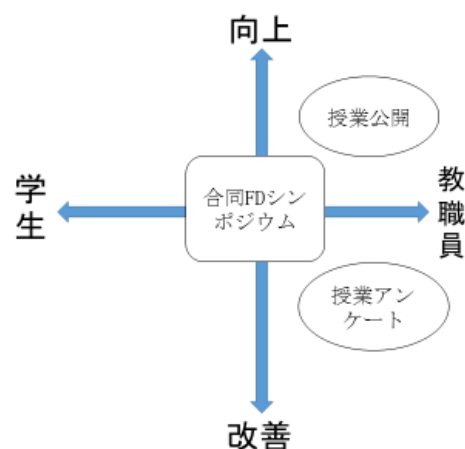 向上
授業公開
学生
合同FDシン
ポジウム
教職員
授業アン
ケート
改善